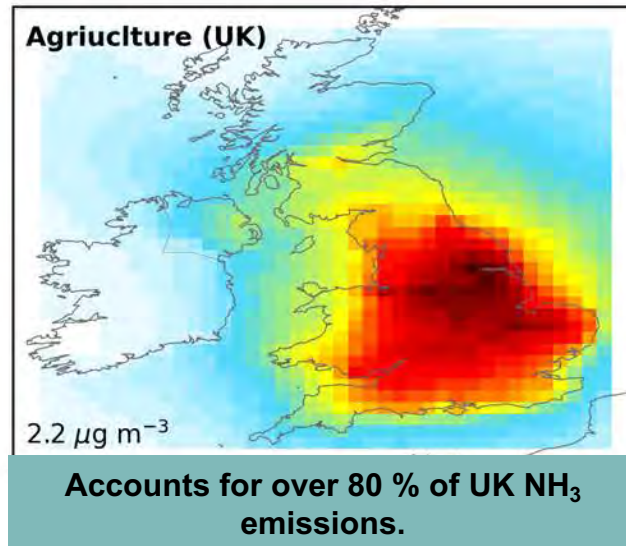 Agriuclture (UK)
2.2 μg m⁻³
Accounts for over 80 % of UK NH₃
emissions.